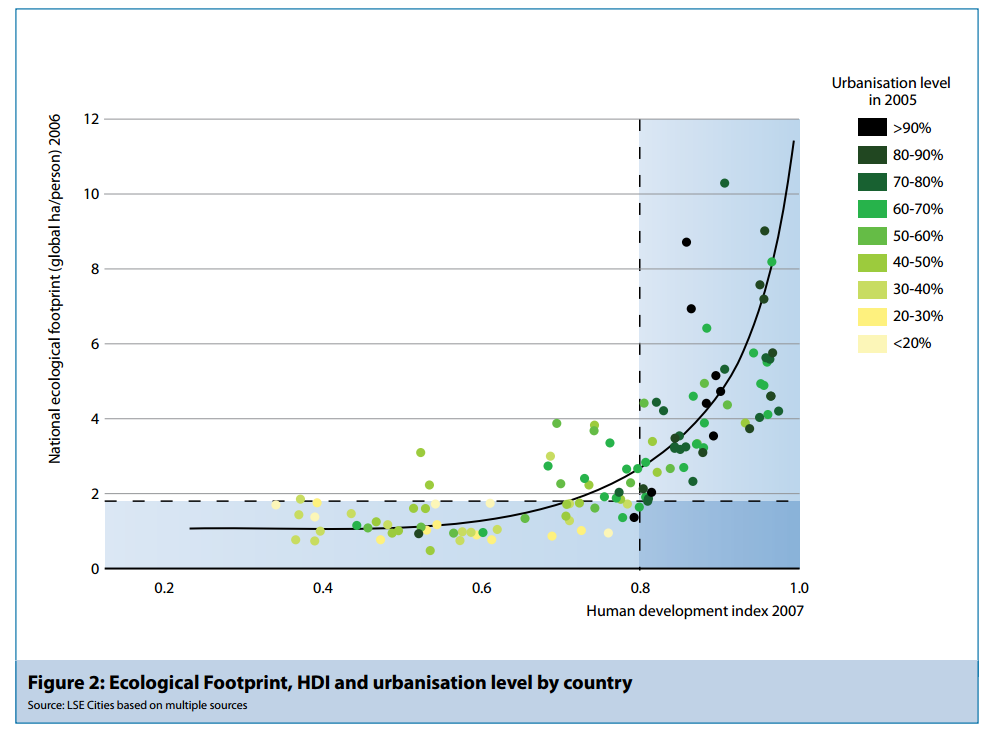 Urbanisation level
in 2005
>90%
80-90%
70-80%
60-70%
50-60%
40-50%
30-40%
20-30%
<20%
National ecological footprint (global ha/person) 2006
12
10
8
6
4
2
0
0.2 0.4 0.6 0.8 1.0
Human development index 2007
Figure 2: Ecological Footprint, HDI and urbanisation level by country
Source: LSE Cities based on multiple sources